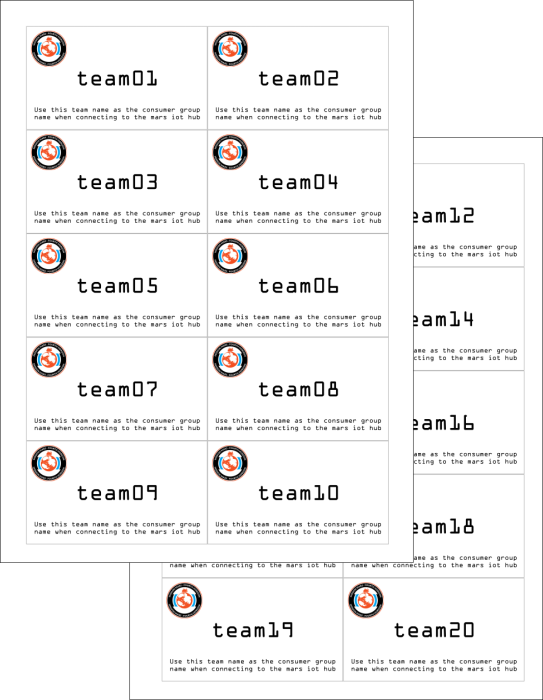 team01
Use this team name as the consumer group
name when connecting to the mars iot hub
team02
Use this team name as the consumer group
name when connecting to the mars iot hub
team03
Use this team name as the consumer group
name when connecting to the mars iot hub
team04
Use this team name as the consumer group
name when connecting to the mars iot hub
team05
Use this team name as the consumer group
name when connecting to the mars iot hub
team06
Use this team name as the consumer group
name when connecting to the mars iot hub
team07
Use this team name as the consumer group
name when connecting to the mars iot hub
team08
Use this team name as the consumer group
name when connecting to the mars iot hub
team09
Use this team name as the consumer group
name when connecting to the mars iot hub
team10
Use this team name as the consumer group
name when connecting to the mars iot hub
eam12
ame as the consumer group
cting to the mars iot hub
eam14
ame as the consumer group
cting to the mars iot hub
eam16
ame as the consumer group
cting to the mars iot hub
eam18
ame as the consumer group
name when connecting to the mars iot hub
name when connecting to the mars iot hub
team19
Use this team name as the consumer group
name when connecting to the mars iot hub
team20
Use this team name as the consumer group
name when connecting to the mars iot hub